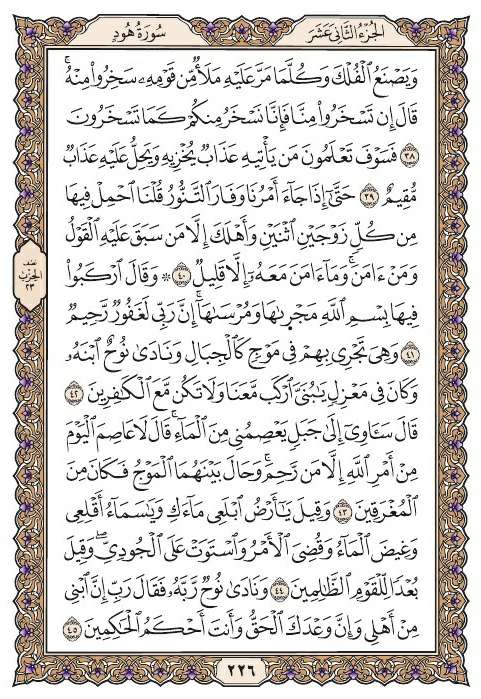 الجزء الثاني عشر
سورة هود
وَيَصْنَعُ ٱلْفُلْكَ وَكُلَّمَا مَرَّ عَلَيْهِ مَلَأٌ مِّن قَوْمِهِۦ سَخِرُوا۟ مِنْهُ ۚ
قَالَ إِن تَسْخَرُوا۟ مِنَّا فَإِنَّا نَسْخَرُ مِنكُمْ كَمَا تَسْخَرُونَ
٣٨ فَسَوْفَ تَعْلَمُونَ مَن يَأْتِيهِ عَذَابٌ يُخْزِيهِ وَيَحِلُّ عَلَيْهِ عَذَابٌ
مُّقِيمٌ ٣٩ حَتَّىٰٓ إِذَا جَآءَ أَمْرُنَا وَفَارَ ٱلتَّنُّورُ قُلْنَا ٱحْمِلْ فِيهَا
مِن كُلٍّ زَوْجَيْنِ ٱثْنَيْنِ وَأَهْلَكَ إِلَّا مَن سَبَقَ عَلَيْهِ ٱلْقَوْلُ
وَمَنْ ءَامَنَ ۚ وَمَآ ءَامَنَ مَعَهُۥٓ إِلَّا قَلِيلٌ ٤٠ ۞ وَقَالَ ٱرْكَبُوا۟
فِيهَا بِسْمِ ٱللَّهِ مَجْر۪ىٰهَا وَمُرْسَىٰهَآ ۚ إِنَّ رَبِّى لَغَفُورٌ رَّحِيمٌ
٤١ وَهِىَ تَجْرِى بِهِمْ فِى مَوْجٍ كَٱلْجِبَالِ وَنَادَىٰ نُوحٌ ٱبْنَهُۥ
وَكَانَ فِى مَعْزِلٍ يَٰبُنَىَّ ٱرْكَب مَّعَنَا وَلَا تَكُن مَّعَ ٱلْكَٰفِرِينَ ٤٢
قَالَ سَـَٔاوِىٓ إِلَىٰ جَبَلٍ يَعْصِمُنِى مِنَ ٱلْمَآءِ ۚ قَالَ لَا عَاصِمَ ٱلْيَوْمَ
مِنْ أَمْرِ ٱللَّهِ إِلَّا مَن رَّحِمَ ۚ وَحَالَ بَيْنَهُمَا ٱلْمَوْجُ فَكَانَ مِنَ
ٱلْمُغْرَقِينَ ٤٣ وَقِيلَ يَٰٓأَرْضُ ٱبْلَعِى مَآءَكِ وَيَٰسَمَآءُ أَقْلِعِى
وَغِيضَ ٱلْمَآءُ وَقُضِىَ ٱلْأَمْرُ وَٱسْتَوَتْ عَلَى ٱلْجُودِىِّ ۖ وَقِيلَ
بُعْدًا لِّلْقَوْمِ ٱلظَّٰلِمِينَ ٤٤ وَنَادَىٰ نُوحٌ رَّبَّهُۥ فَقَالَ رَبِّ إِنَّ ٱبْنِى
مِنْ أَهْلِى وَإِنَّ وَعْدَكَ ٱلْحَقُّ وَأَنتَ أَحْكَمُ ٱلْحَٰكِمِينَ ٤٥
نصف
الحزب
٢٣
٢٢٦